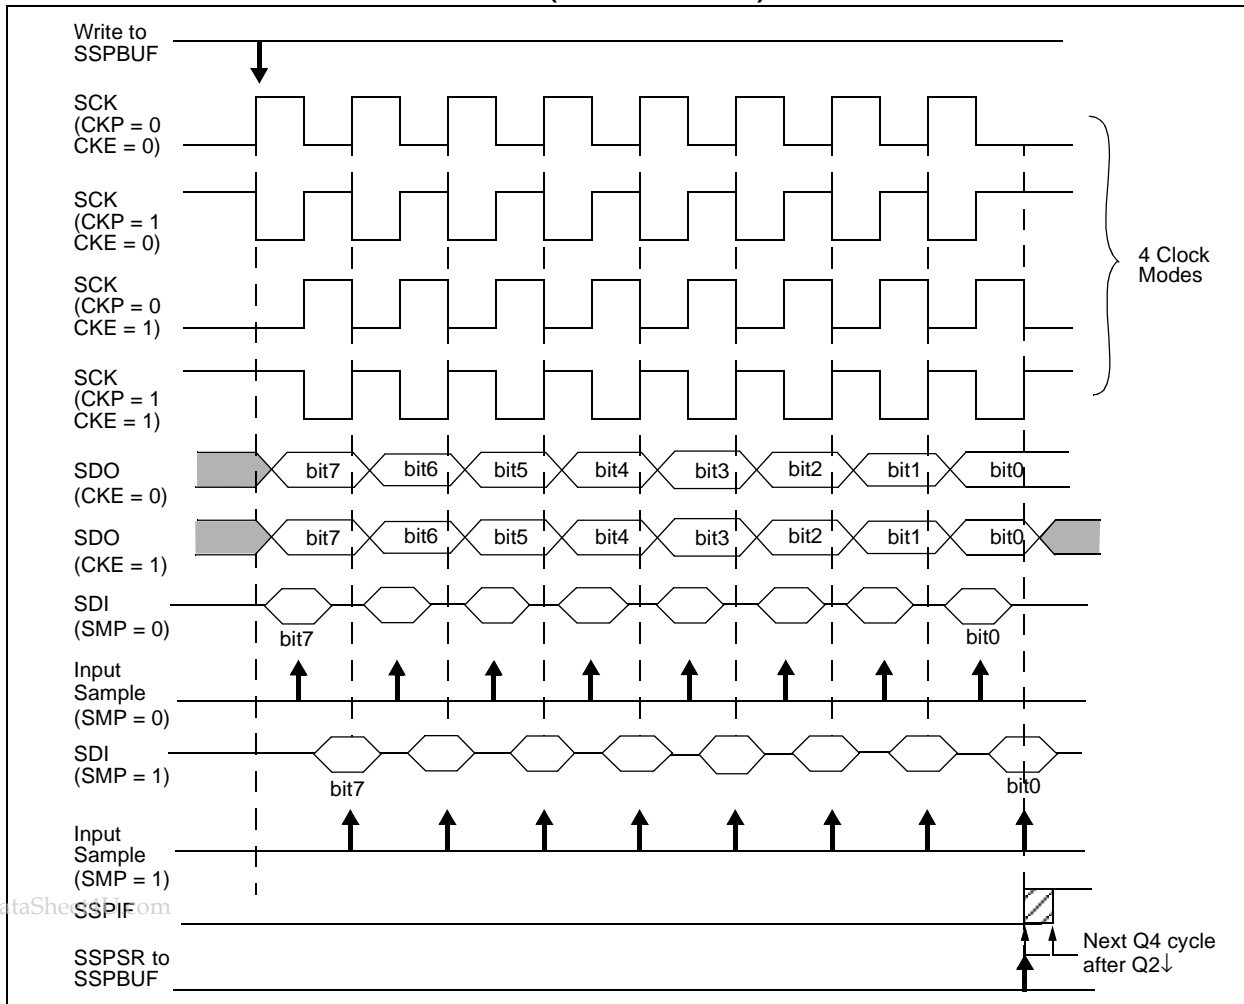 Write to
SSPBUF
SCK
(CKP = 0
CKE = 0)
SCK
(CKP = 1
CKE = 0)
SCK
(CKP = 0
CKE = 1)
SCK
(CKP = 1
CKE = 1)
4 Clock
Modes
SDO
(CKE = 0)
bit7 bit6 bit5 bit4 bit3 bit2 bit1 bit0
SDO
(CKE = 1)
bit7 bit6 bit5 bit4 bit3 bit2 bit1 bit0
SDI
(SMP = 0)
bit7 bit0
Input
Sample
(SMP = 0)
SDI
(SMP = 1)
bit7 bit0
Input
Sample
(SMP = 1)
SSPIF
Next Q4 cycle
after Q2↓
SSPSR to
SSPBUF